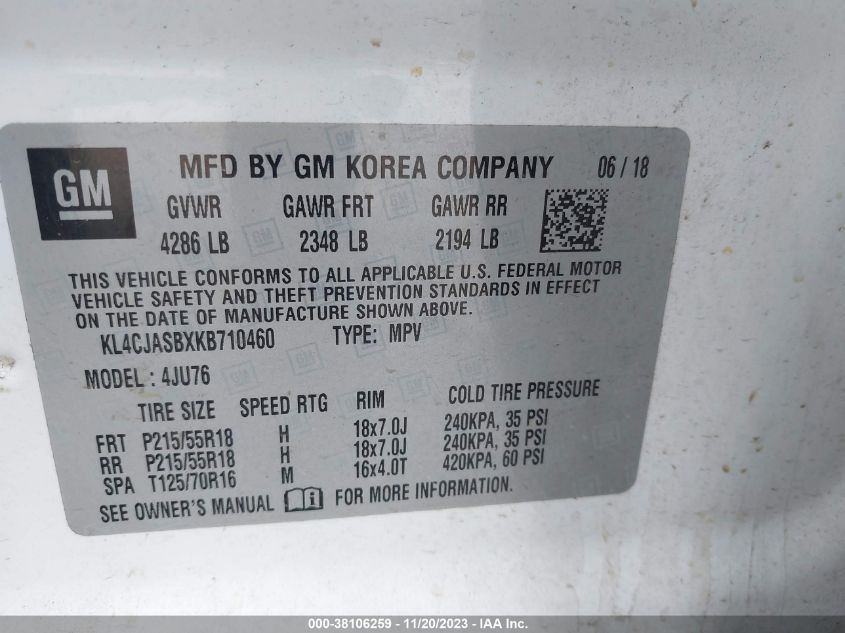 GM
MFD BY GM KOREA COMPANY 06 / 18
GVWR GAWR FRT GAWR RR
4286 LB 2348 LB 2194 LB
THIS VEHICLE CONFORMS TO ALL APPLICABLE U.S. FEDERAL MOTOR
VEHICLE SAFETY AND THEFT PREVENTION STANDARDS IN EFFECT
ON THE DATE OF MANUFACTURE SHOWN ABOVE.
KL4CJASBXKB710460 TYPE: MPV
MODEL : 4JU76
TIRE SIZE SPEED RTG RIM COLD TIRE PRESSURE
FRT P215/55R18 H 18x7.0J 240KPA, 35 PSI
RR P215/55R18 H 18x7.0J 240KPA, 35 PSI
SPA T125/70R16 M 16x4.0T 420KPA, 60 PSI
SEE OWNER'S MANUAL i FOR MORE INFORMATION.
000-38106259 - 11/20/2023 - IAA Inc.